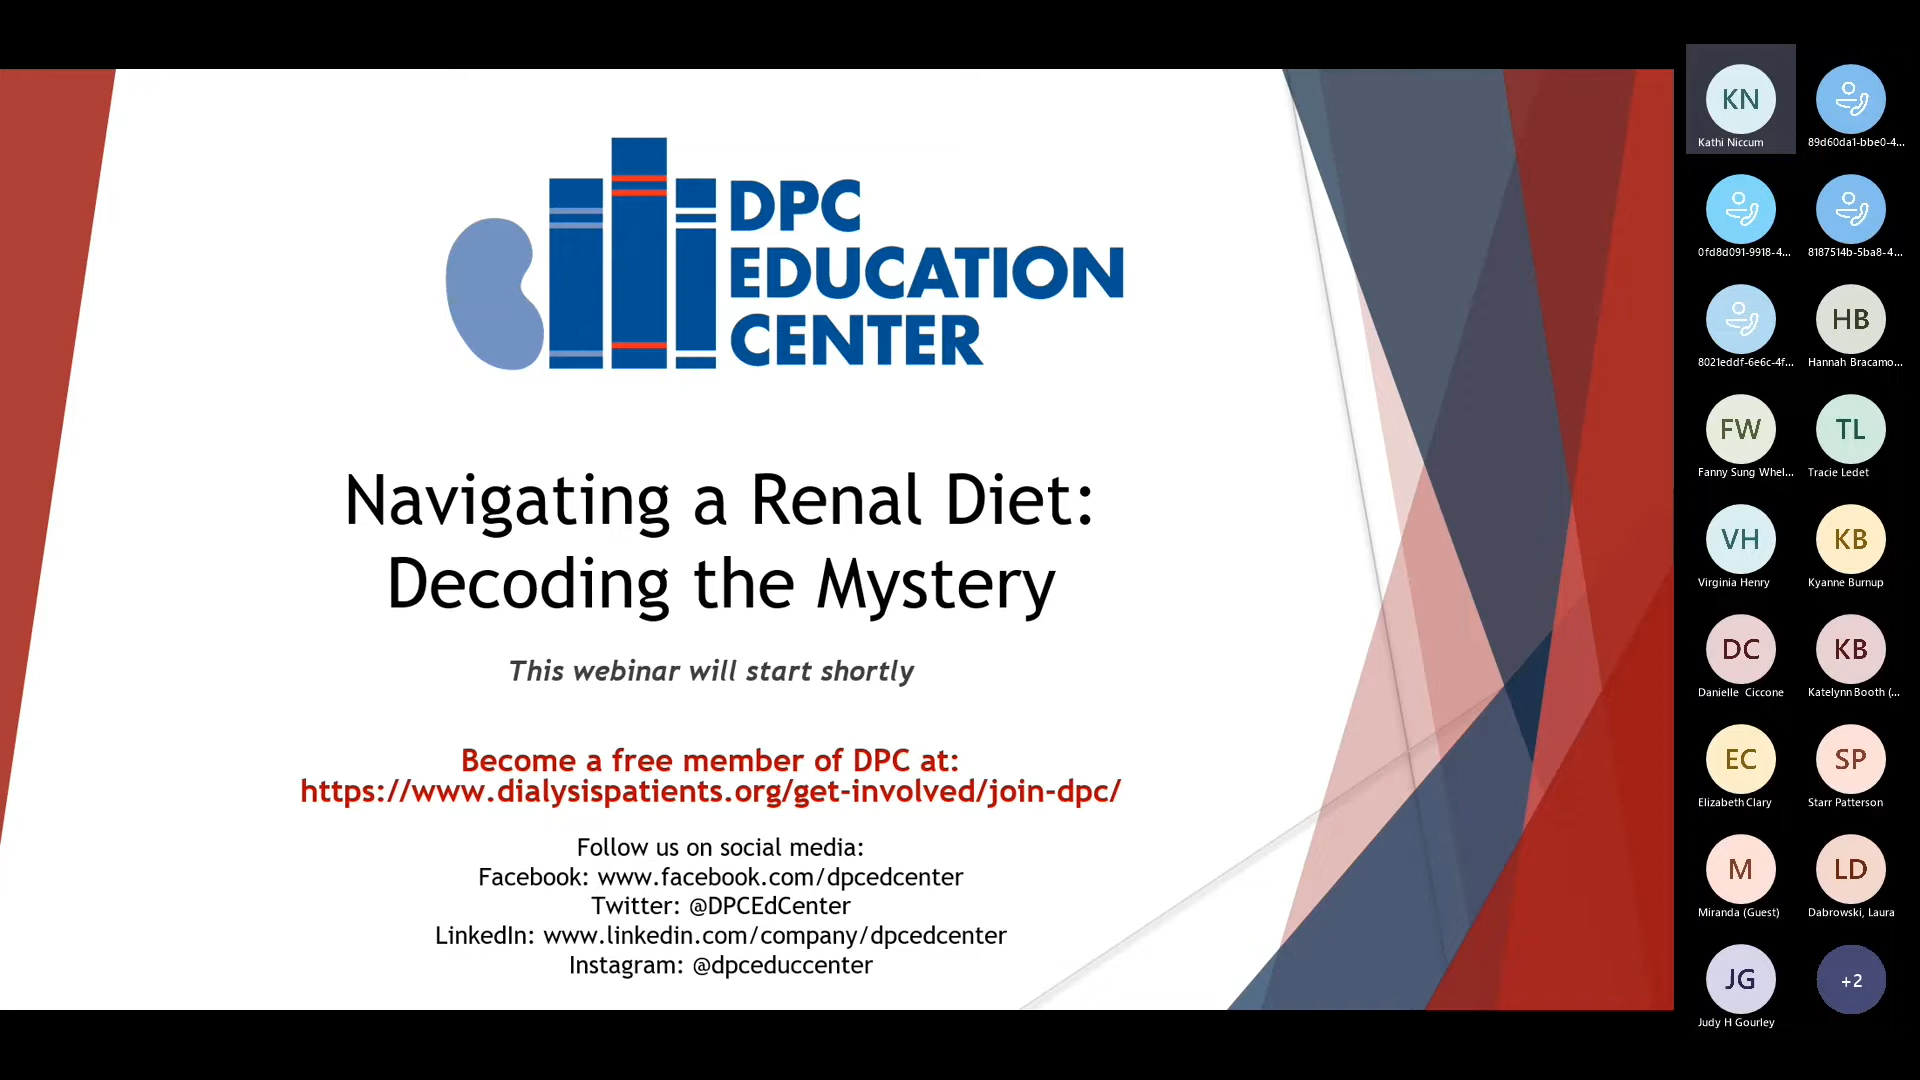 DPC
EDUCATION
CENTER
Navigating a Renal Diet:
Decoding the Mystery
This webinar will start shortly
Become a free member of DPC at:
https://www.dialysispatients.org/get-involved/join-dpc/
Follow us on social media:
Facebook: www.facebook.com/dpcedcenter
Twitter: @DPCEdCenter
LinkedIn: www.linkedin.com/company/dpcedcenter
Instagram: @dpceduccenter
KN
Kathi Niccum
89d60da1-bbe0-4...
0fd8d091-9918-4...
8187514b-5ba8-4...
8021eddf-6e6c-4f...
HB
Hannah Bracamo...
FW
Fanny Sung Whel...
TL
Tracie Ledet
VH
Virginia Henry
KB
Kyanne Burnup
DC
Danielle Ciccone
KB
Katelynn Booth (...
EC
Elizabeth Clary
SP
Starr Patterson
M
Miranda (Guest)
LD
Dabrowski, Laura
JG
Judy H Gourley
+2